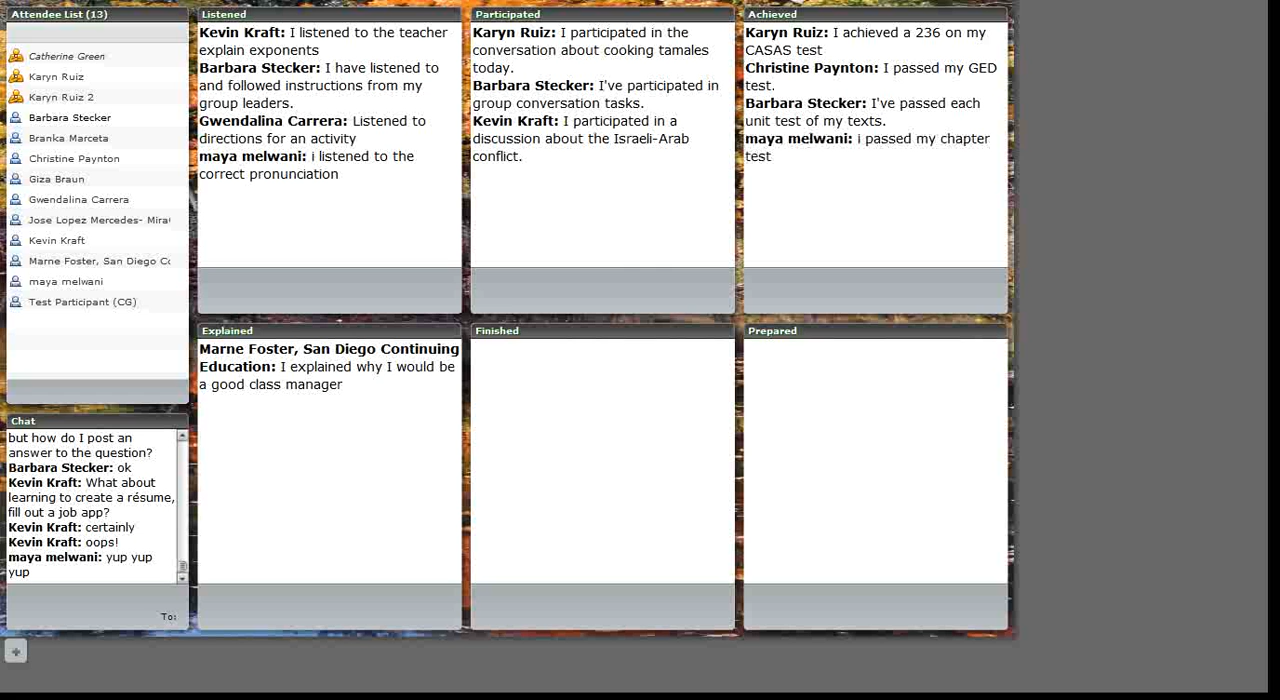 Attendee List (13)
Catherine Green
Karyn Ruiz
Karyn Ruiz 2
Barbara Stecker
Branka Marceta
Christine Paynton
Giza Braun
Gwendalina Carrera
Jose Lopez Mercedes- Mira
Kevin Kraft
Marne Foster, San Diego Co
maya melwani
Test Participant (CG)
Chat
but how do I post an
answer to the question?
Barbara Stecker: ok
Kevin Kraft: What about
learning to create a résume,
fill out a job app?
Kevin Kraft: certainly
Kevin Kraft: oops!
maya melwani: yup yup
yup
To:
Listened
Kevin Kraft: I listened to the teacher
explain exponents
Barbara Stecker: I have listened to
and followed instructions from my
group leaders.
Gwendalina Carrera: Listened to
directions for an activity
maya melwani: i listened to the
correct pronunciation
Participated
Karyn Ruiz: I participated in the
conversation about cooking tamales
today.
Barbara Stecker: I've participated in
group conversation tasks.
Kevin Kraft: I participated in a
discussion about the Israeli-Arab
conflict.
Achieved
Karyn Ruiz: I achieved a 236 on my
CASAS test
Christine Paynton: I passed my GED
test.
Barbara Stecker: I've passed each
unit test of my texts.
maya melwani: i passed my chapter
test
Explained
Marne Foster, San Diego Continuing
Education: I explained why I would be
a good class manager
Finished
Prepared